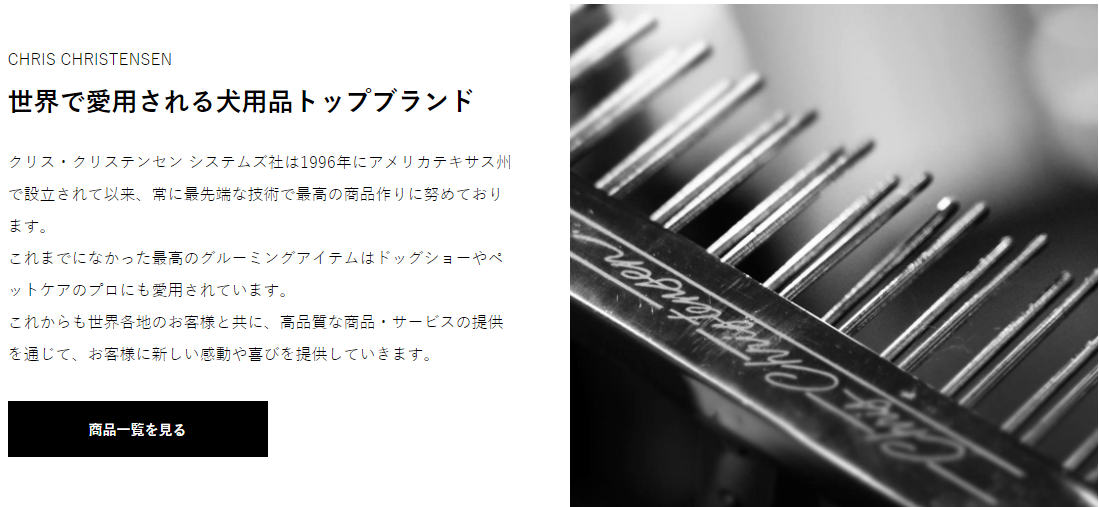 CHRIS CHRISTENSEN
世界で愛用される犬用品トップブランド
クリス・クリステンセン システムズ社は1996年にアメリカテキサス州
で設立されて以来、常に最先端な技術で最高の商品作りに努めており
ます。
これまでになかった最高のグルーミングアイテムはドッグショーやペ
ットケアのプロにも愛用されています。
これからも世界各地のお客様と共に、高品質な商品・サービスの提供
を通じて、お客様に新しい感動や喜びを提供していきます。
商品一覧を見る
Chris Christensen